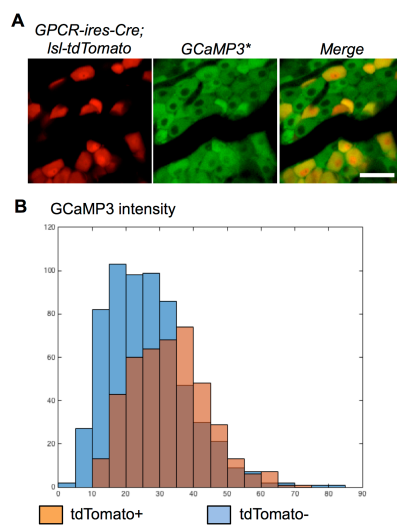 A
GPCR-ires-Cre;
lsl-tdTomato
GCaMP3*
Merge
B
GCaMP3 intensity
120
100
80
60
40
20
0
0 10 20 30 40 50 60 70 80 90
tdTomato+
tdTomato-